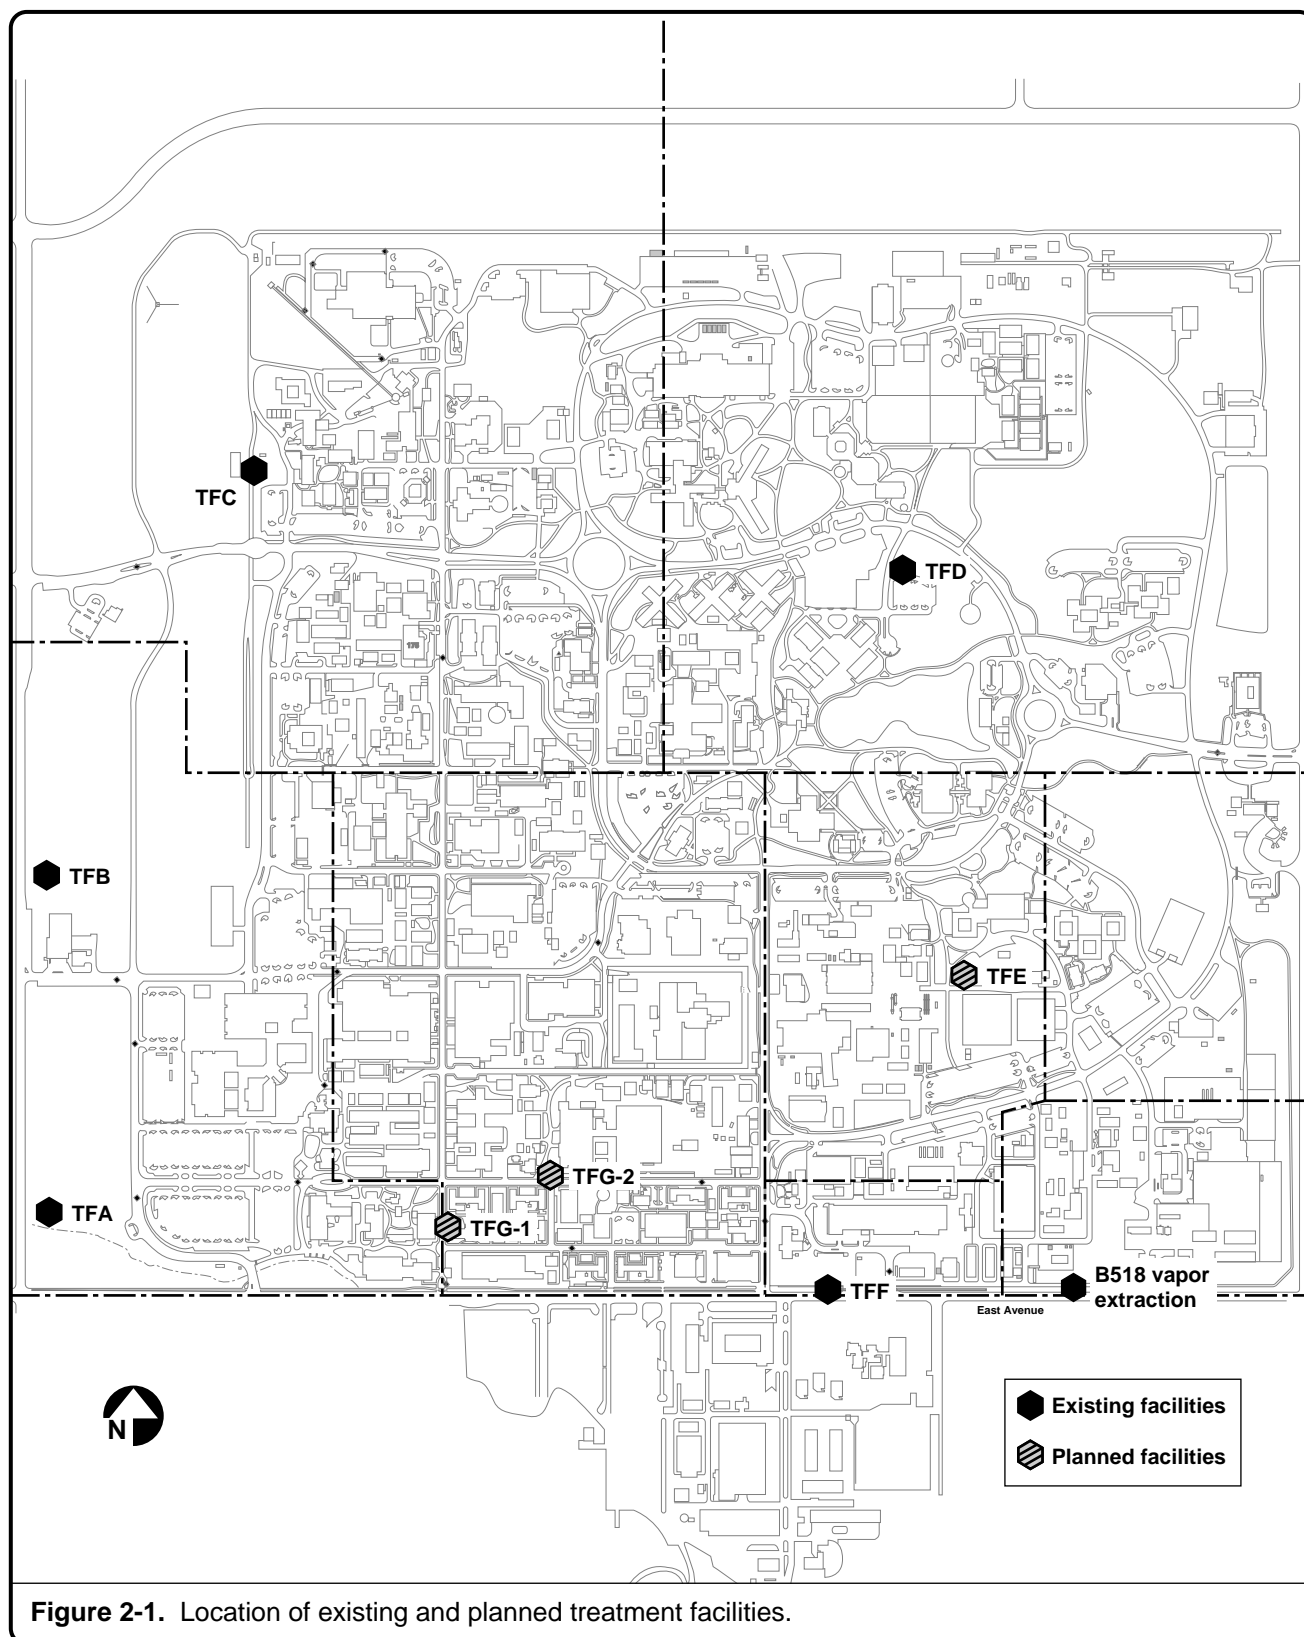 TFC
TFD
TFB
TFE
TFG-2
TFA
TFG-1
TFF
B518 vapor
extraction
East Avenue
N
Existing facilities
Planned facilities
Figure 2-1. Location of existing and planned treatment facilities.